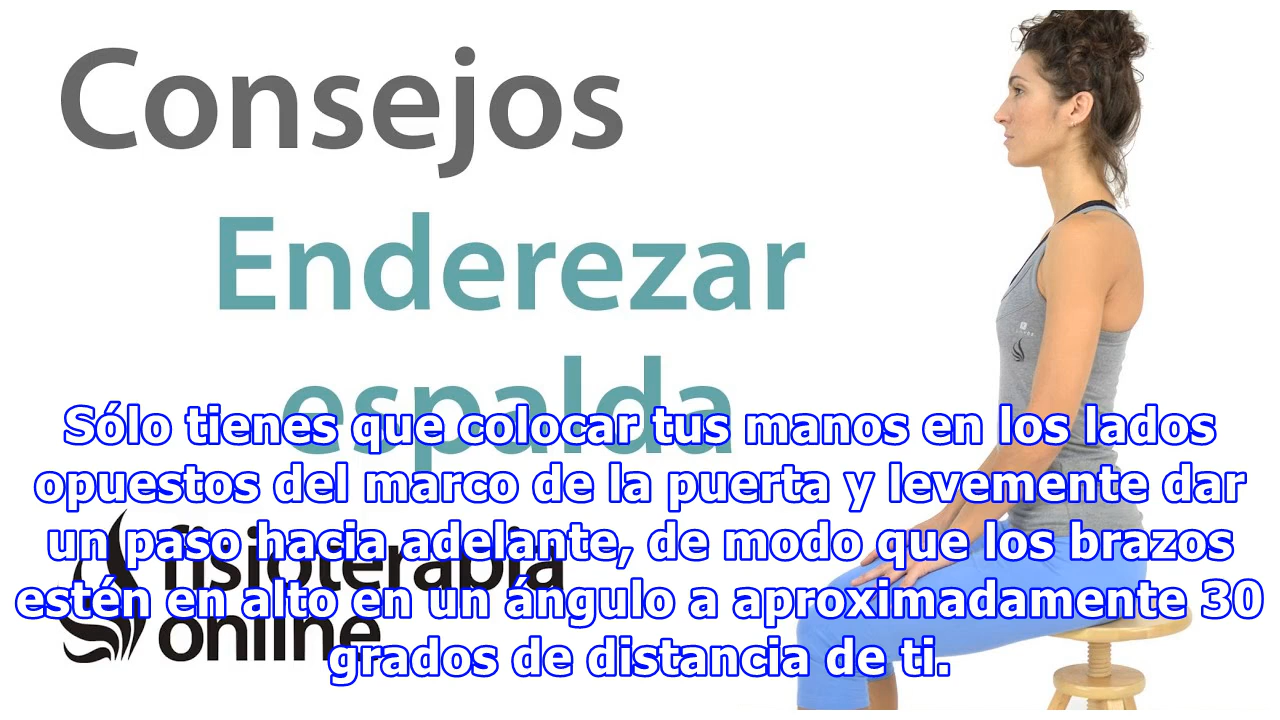 Consejos
Enderezar
espalda
Sólo tienes que colocar tus manos en los lados
opuestos del marco de la puerta y levemente dar
un paso hacia adelante, de modo que los brazos
estén en alto en un ángulo a aproximadamente 30
grados de distancia de ti.
fisioterapia
online